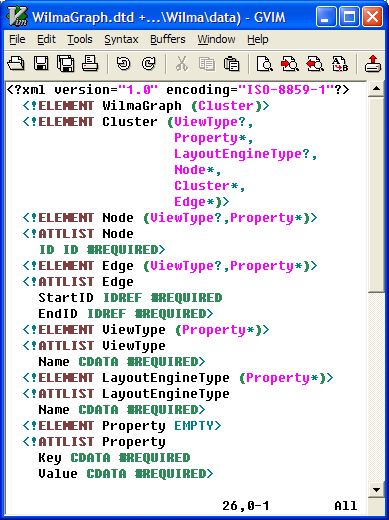 WilmaGraph.dtd +...\Wilma\data) - GVIM
File Edit Tools Syntax Buffers Window Help
<?xml version="1.0" encoding="ISO-8859-1"?>
<!ELEMENT WilmaGraph (Cluster)>
<!ELEMENT Cluster (ViewType?,
Property*,
LayoutEngineType?,
Node*,
Cluster*,
Edge*)>
<!ELEMENT Node (ViewType?,Property*)>
<!ATTLIST Node
ID ID #REQUIRED>
<!ELEMENT Edge (ViewType?,Property*)>
<!ATTLIST Edge
StartID IDREF #REQUIRED
EndID IDREF #REQUIRED>
<!ELEMENT ViewType (Property*)>
<!ATTLIST ViewType
Name CDATA #REQUIRED>
<!ELEMENT LayoutEngineType (Property*)>
<!ATTLIST LayoutEngineType
Name CDATA #REQUIRED>
<!ELEMENT Property EMPTY>
<!ATTLIST Property
Key CDATA #REQUIRED
Value CDATA #REQUIRED>
26,0-1 All